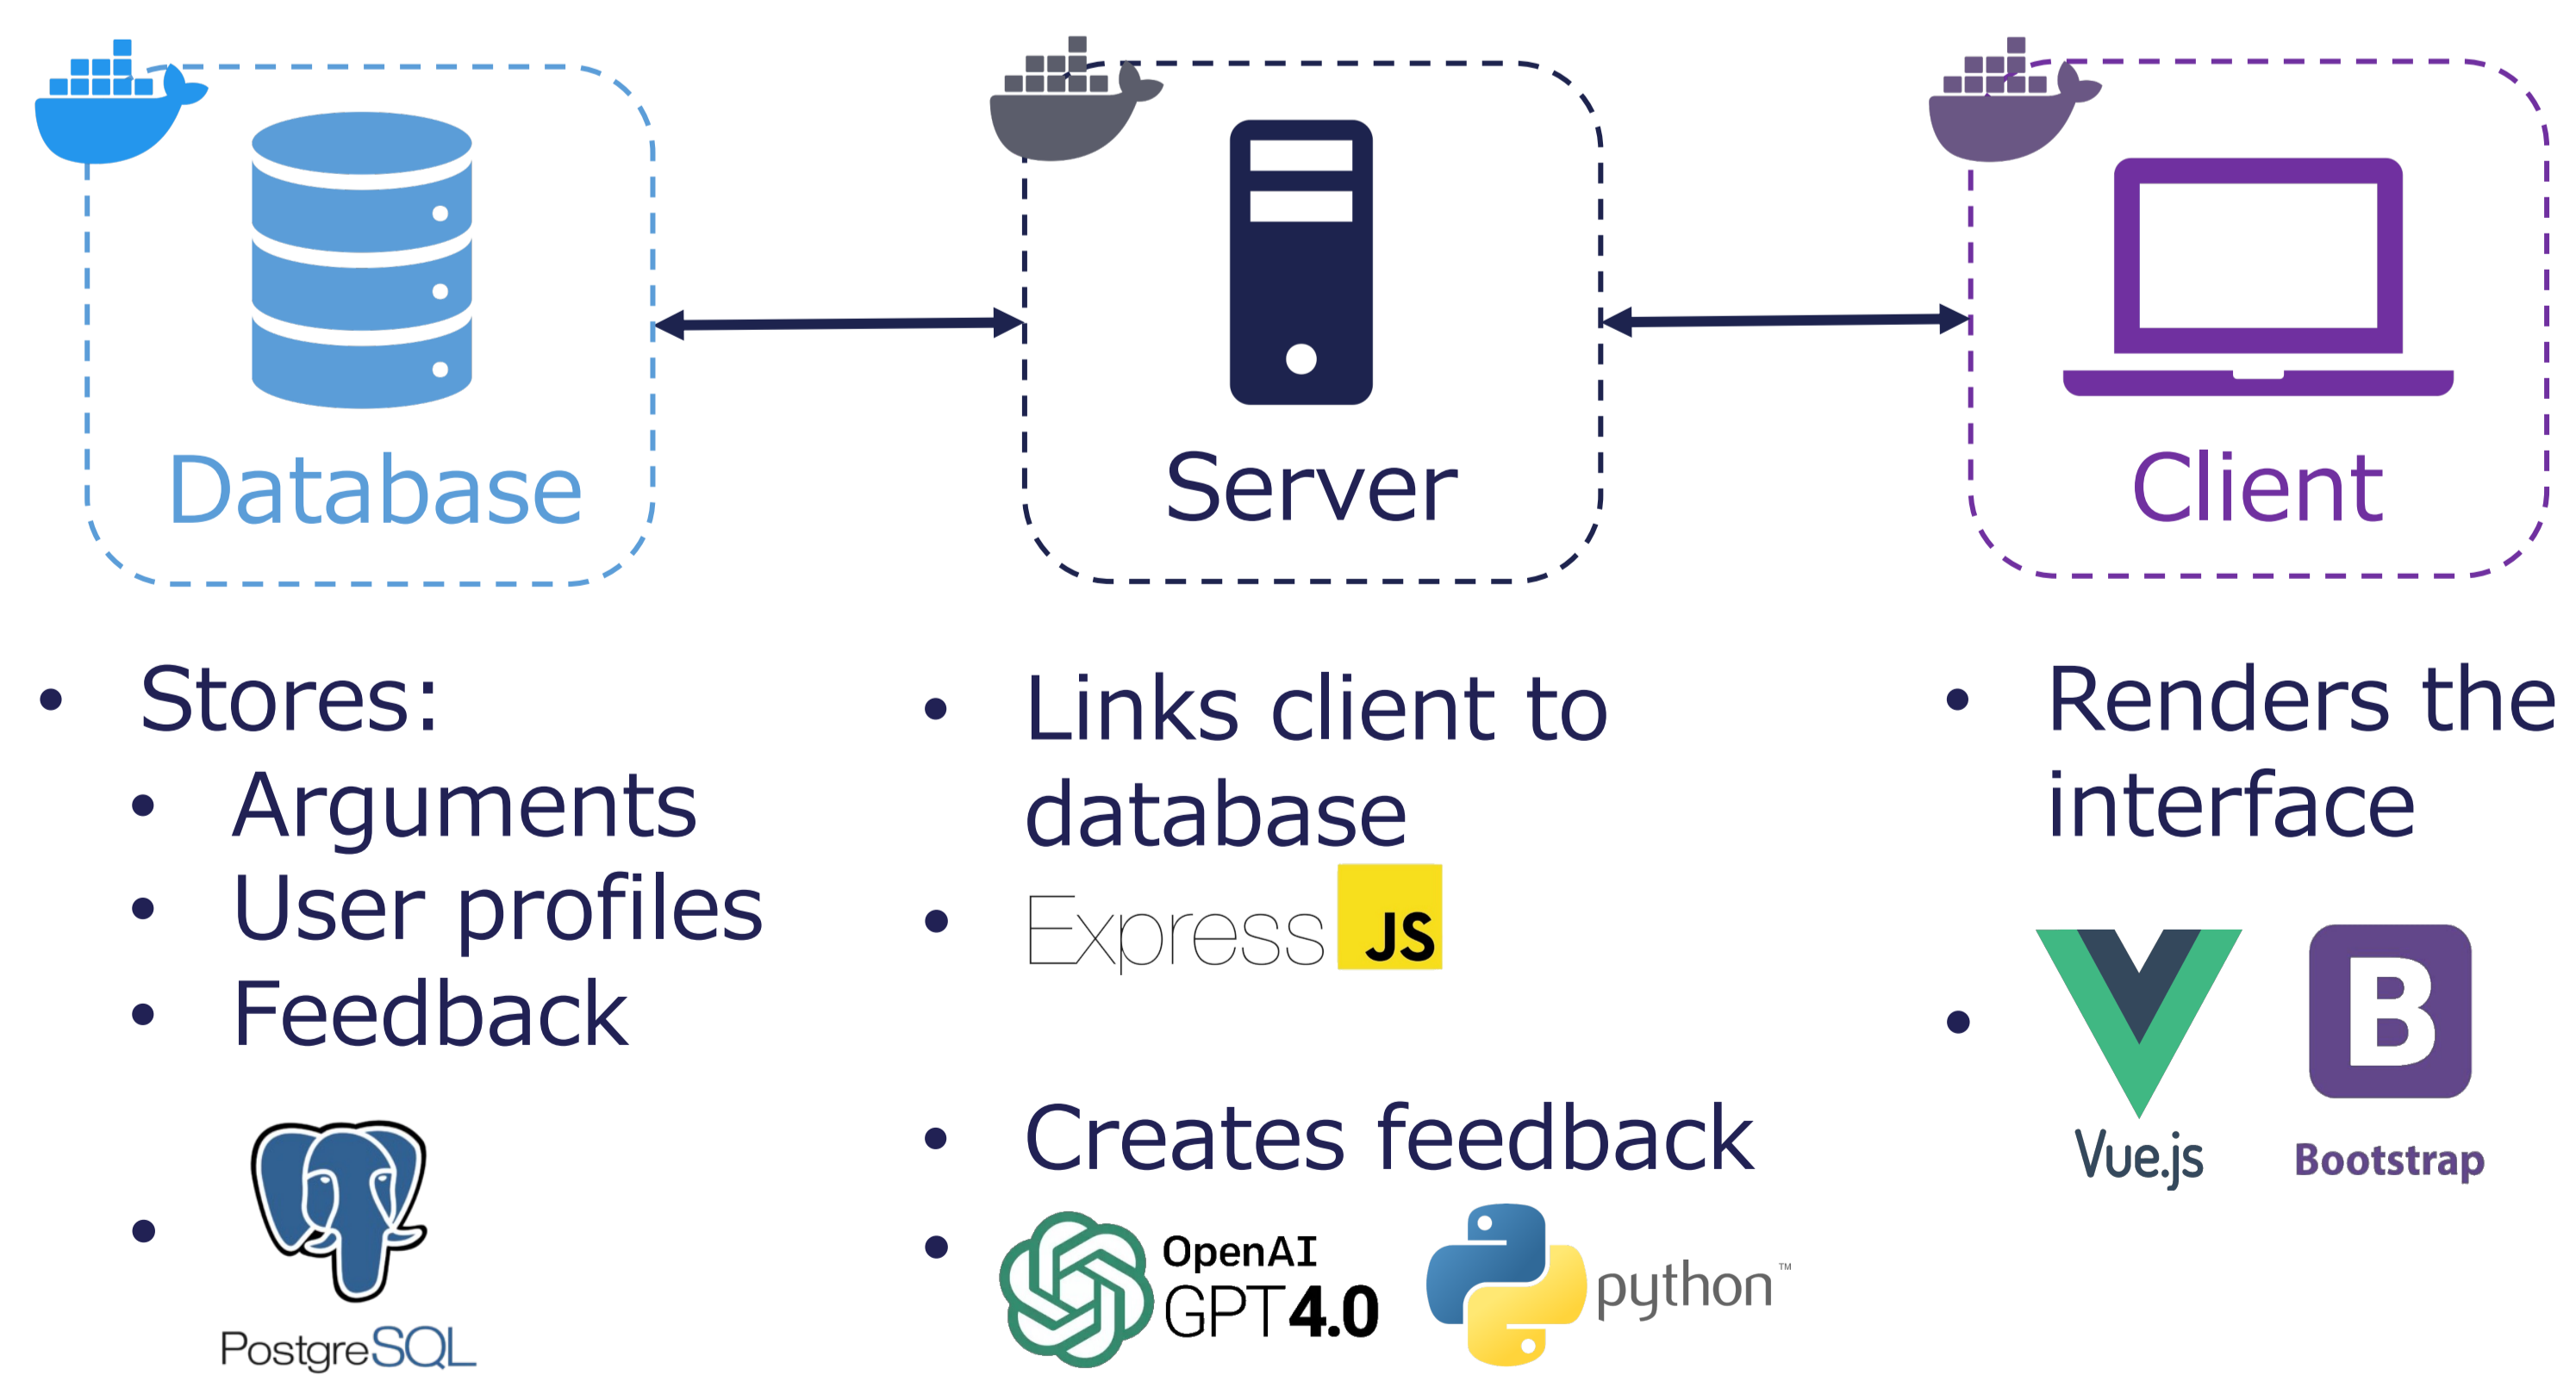 Database
Server
Client
• Stores:
• Arguments
• User profiles
• Feedback
•
PostgreSQL
• Links client to
database
• Express JS
• Creates feedback
•
OpenAI
GPT4.0
python™
• Renders the
interface
•
Vue.js
B
Bootstrap